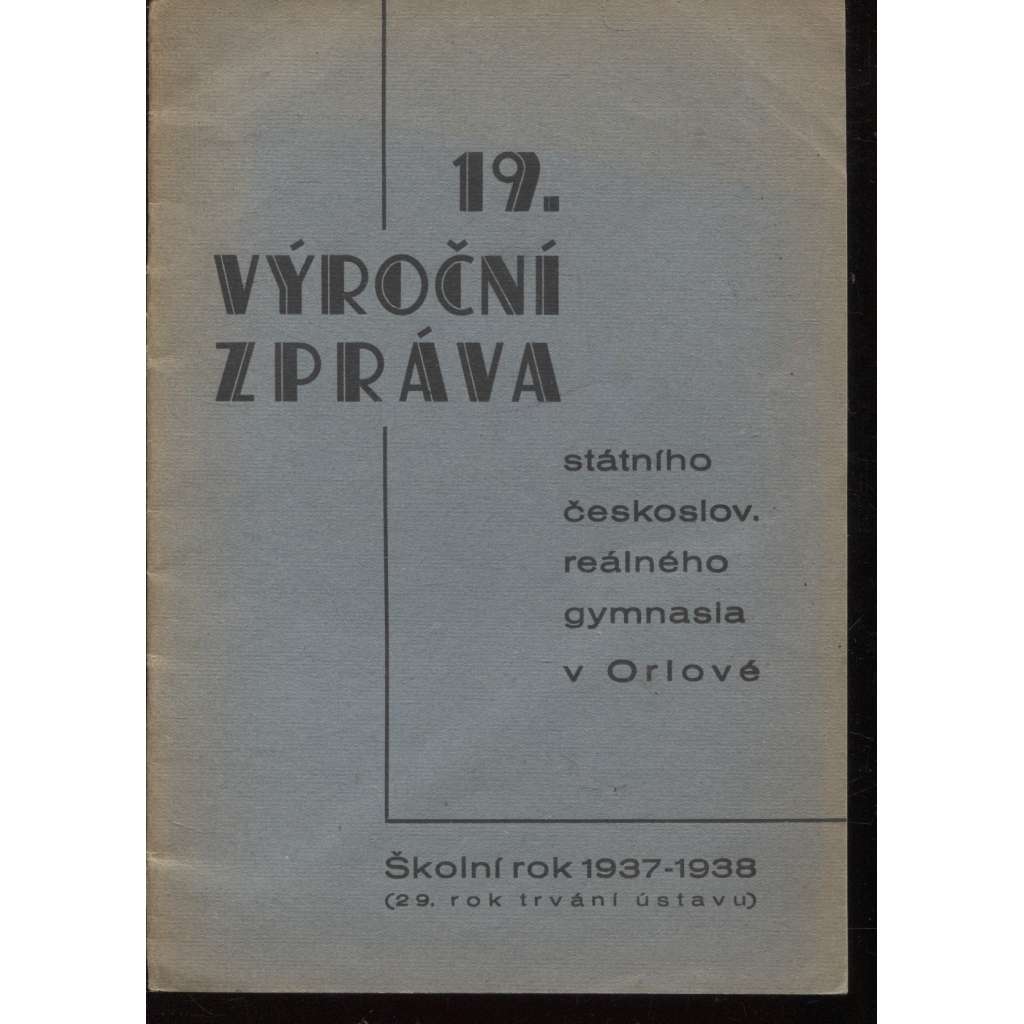 19.
VÝROČNÍ
ZPRÁVA
státního
českoslov.
reálného
gymnasia
v Orlové
Školní rok 1937-1938
(29. rok trvání ústavu)